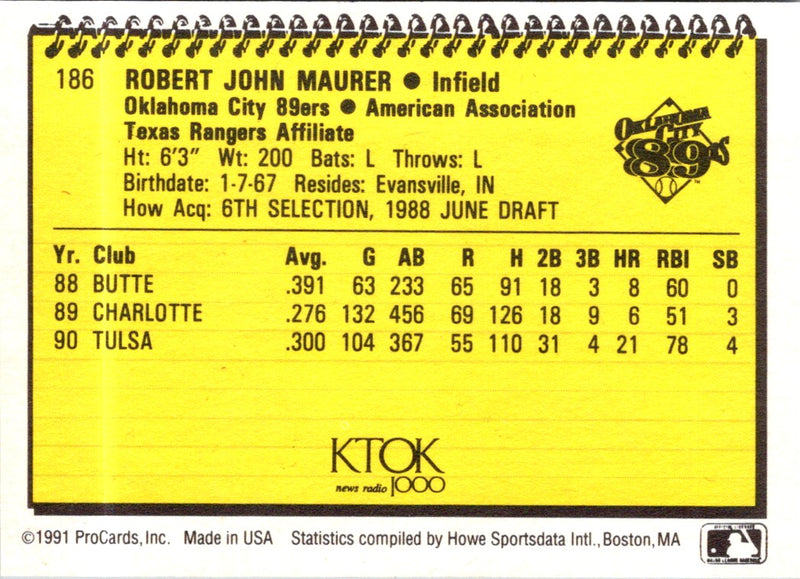 186 ROBERT JOHN MAURER ● Infield
Oklahoma City 89ers ● American Association
Texas Rangers Affiliate
Ht: 6'3" Wt: 200 Bats: L Throws: L
Birthdate: 1-7-67 Resides: Evansville, IN
How Acq: 6TH SELECTION, 1988 JUNE DRAFT
OKLAHOMA
CITY
89ERS
TM
Yr. Club Avg. G AB R H 2B 3B HR RBI SB
88 BUTTE .391 63 233 65 91 18 3 8 60 0
89 CHARLOTTE .276 132 456 69 126 18 9 6 51 3
90 TULSA .300 104 367 55 110 31 4 21 78 4
KTOK
news radio 1000
©1991 ProCards, Inc. Made in USA Statistics compiled by Howe Sportsdata Intl., Boston, MA